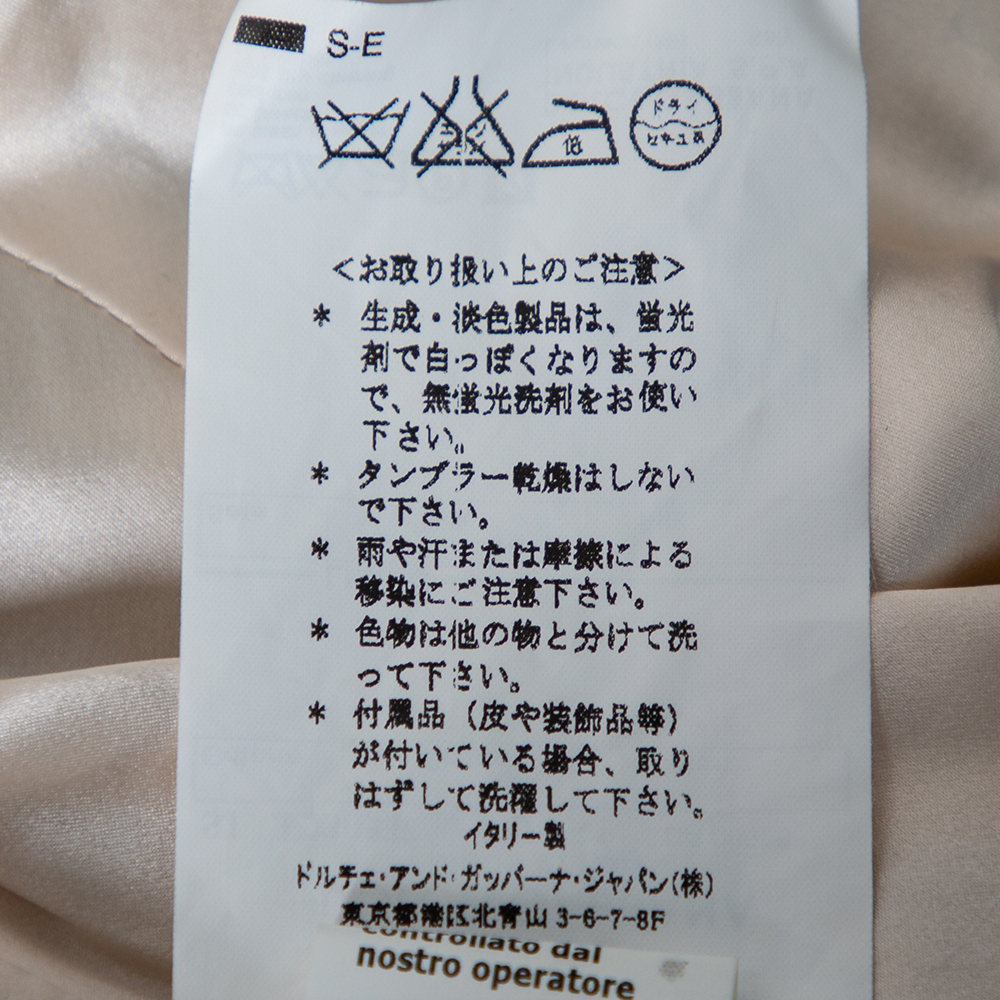 S-E
低
ドライ
セキユ系
<お取り扱い上のご注意>
* 生成・淡色製品は、蛍光
剤で白っぽくなりますの
で、無蛍光洗剤をお使い
下さい。
* タンブラー乾燥はしない
で下さい。
* 雨や汗または摩擦による
移染にご注意下さい。
* 色物は他の物と分けて洗
って下さい。
* 付属品(皮や装飾品等)
が付いている場合、取り
はずして洗濯して下さい。
イタリー製
ドルチェ・アンド・ガッバーナ・ジャパン(株)
東京都港区北青山 3-6-7-8F
controllato dal
nostro operatore